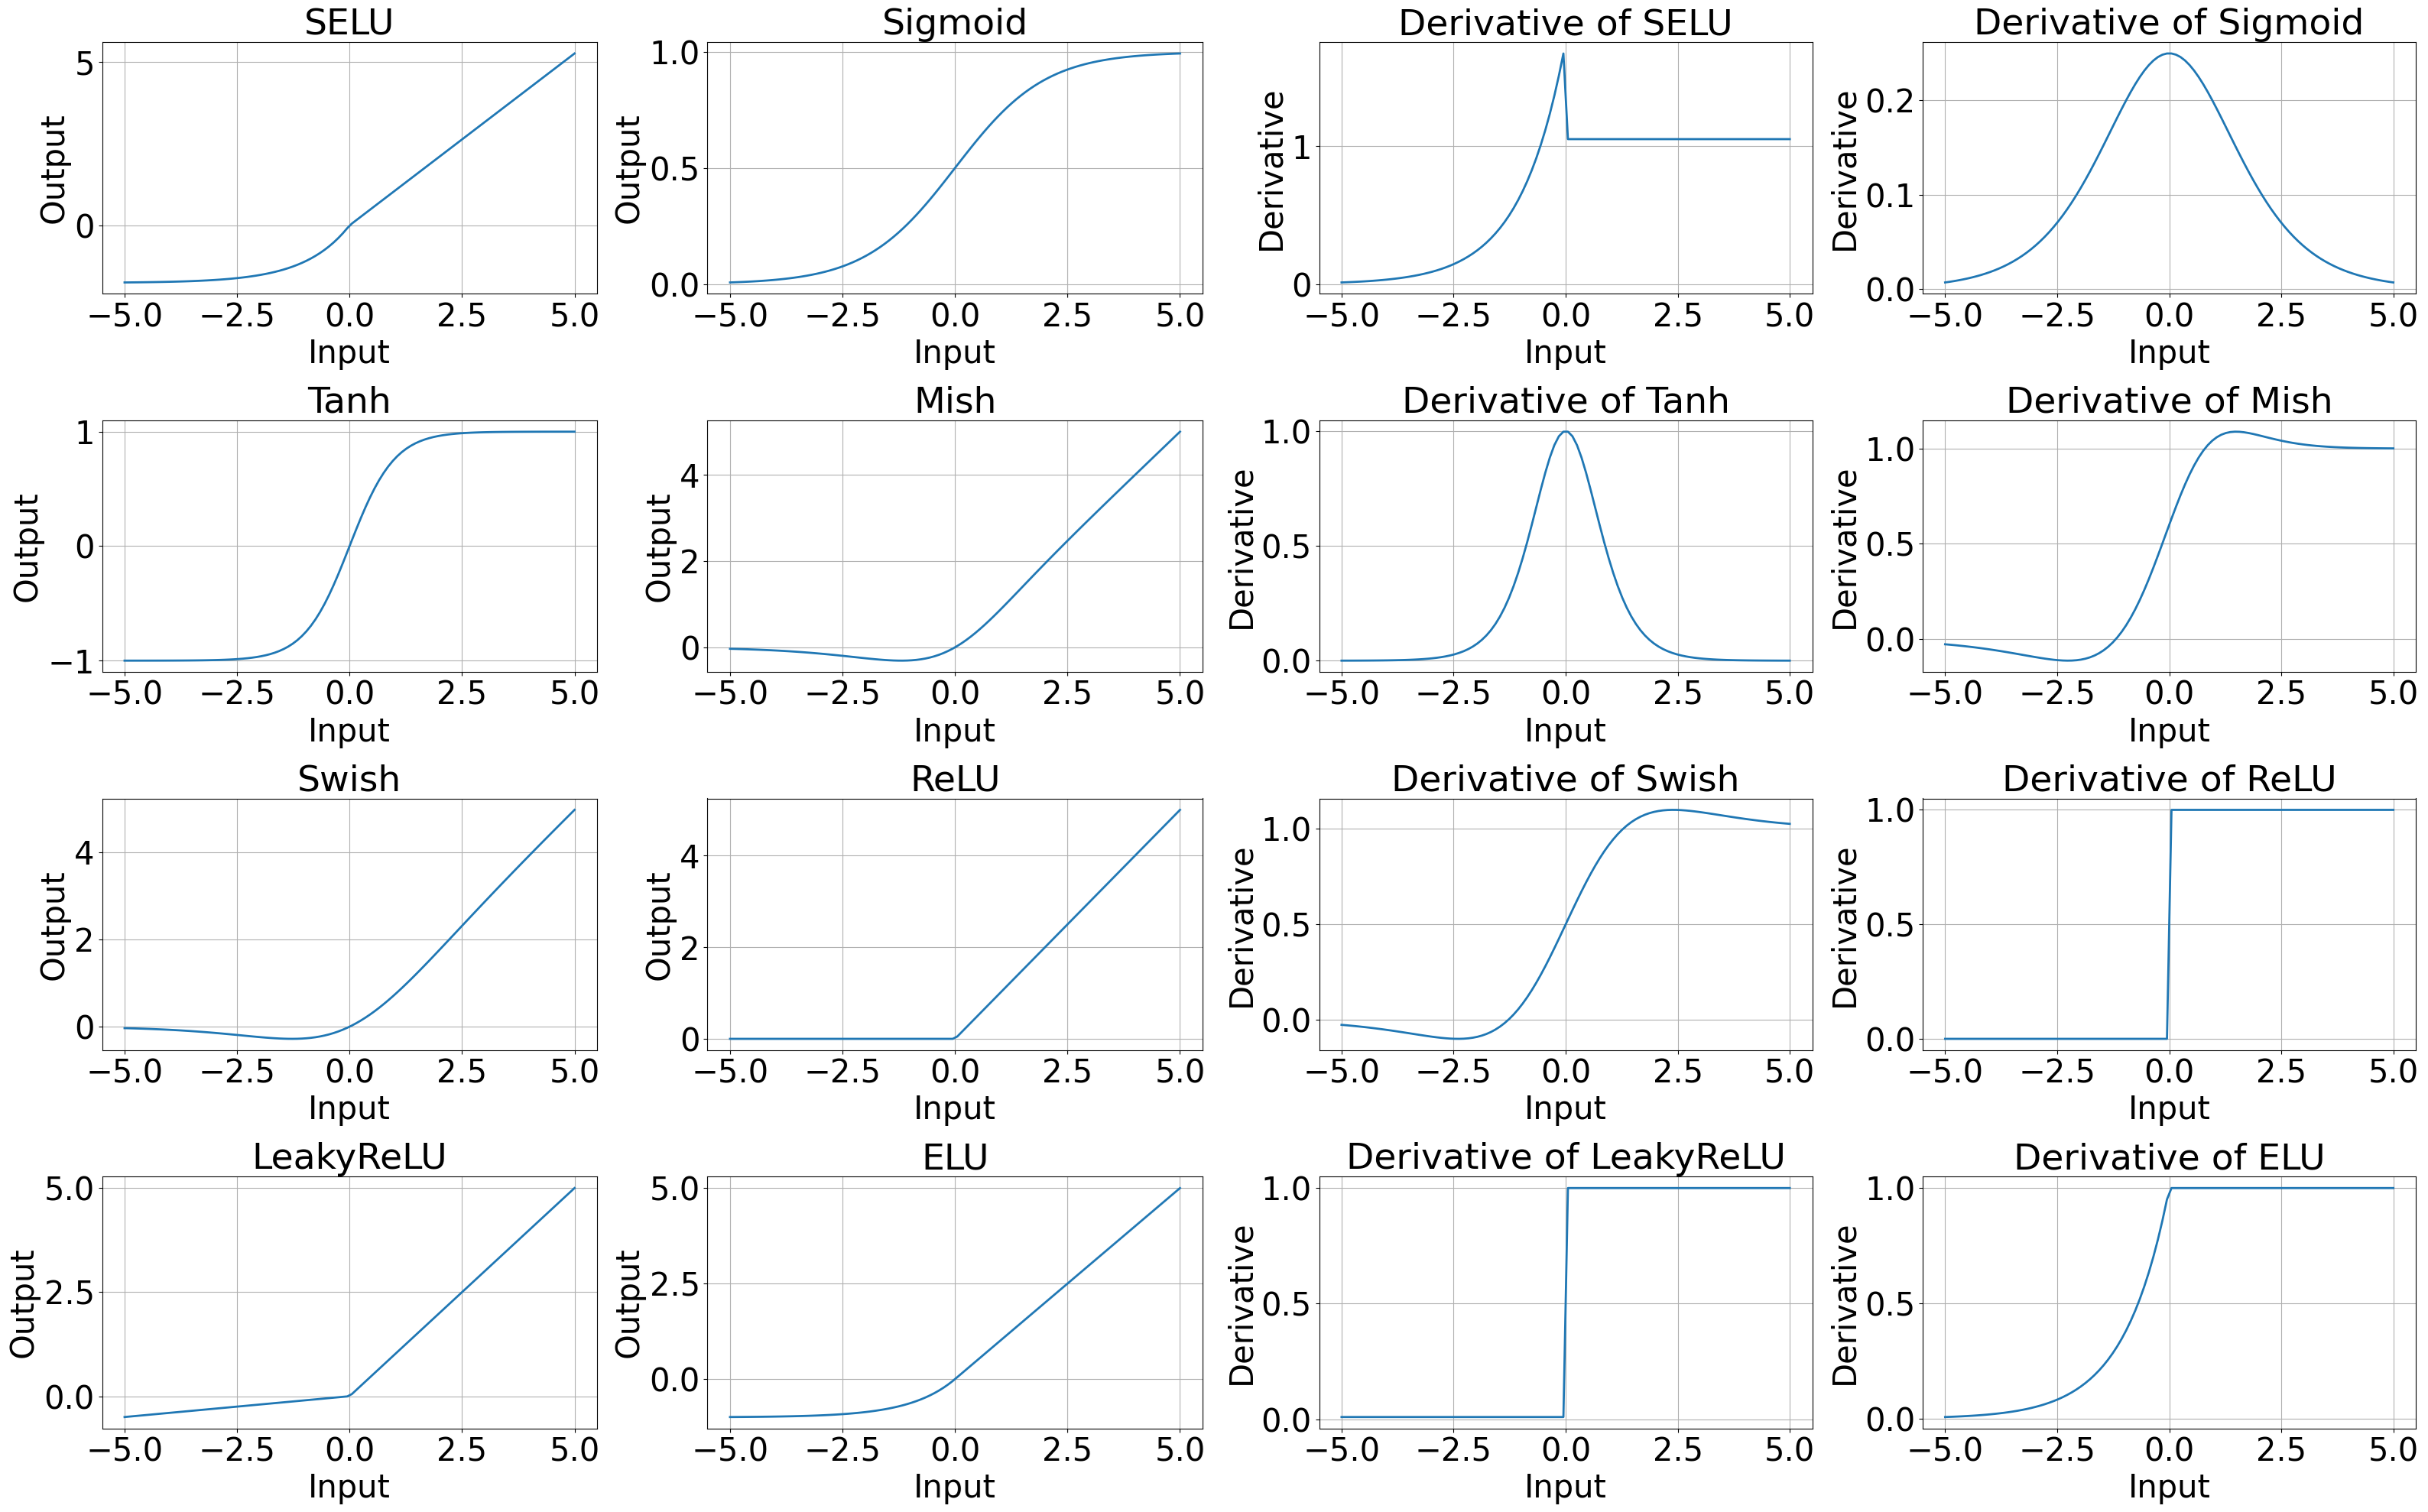 SELU
5
0
Output
−5.0 −2.5 0.0 2.5 5.0
Input
Sigmoid
1.0
0.5
0.0
Output
−5.0 −2.5 0.0 2.5 5.0
Input
Derivative of SELU
1
0
Derivative
−5.0 −2.5 0.0 2.5 5.0
Input
Derivative of Sigmoid
0.2
0.1
0.0
Derivative
−5.0 −2.5 0.0 2.5 5.0
Input
Tanh
1
0
−1
Output
−5.0 −2.5 0.0 2.5 5.0
Input
Mish
4
2
0
Output
−5.0 −2.5 0.0 2.5 5.0
Input
Derivative of Tanh
1.0
0.5
0.0
Derivative
−5.0 −2.5 0.0 2.5 5.0
Input
Derivative of Mish
1.0
0.5
0.0
Derivative
−5.0 −2.5 0.0 2.5 5.0
Input
Swish
4
2
0
Output
−5.0 −2.5 0.0 2.5 5.0
Input
ReLU
4
2
0
Output
−5.0 −2.5 0.0 2.5 5.0
Input
Derivative of Swish
1.0
0.5
0.0
Derivative
−5.0 −2.5 0.0 2.5 5.0
Input
Derivative of ReLU
1.0
0.5
0.0
Derivative
−5.0 −2.5 0.0 2.5 5.0
Input
LeakyReLU
5.0
2.5
0.0
Output
−5.0 −2.5 0.0 2.5 5.0
Input
ELU
5.0
2.5
0.0
Output
−5.0 −2.5 0.0 2.5 5.0
Input
Derivative of LeakyReLU
1.0
0.5
0.0
Derivative
−5.0 −2.5 0.0 2.5 5.0
Input
Derivative of ELU
1.0
0.5
0.0
Derivative
−5.0 −2.5 0.0 2.5 5.0
Input